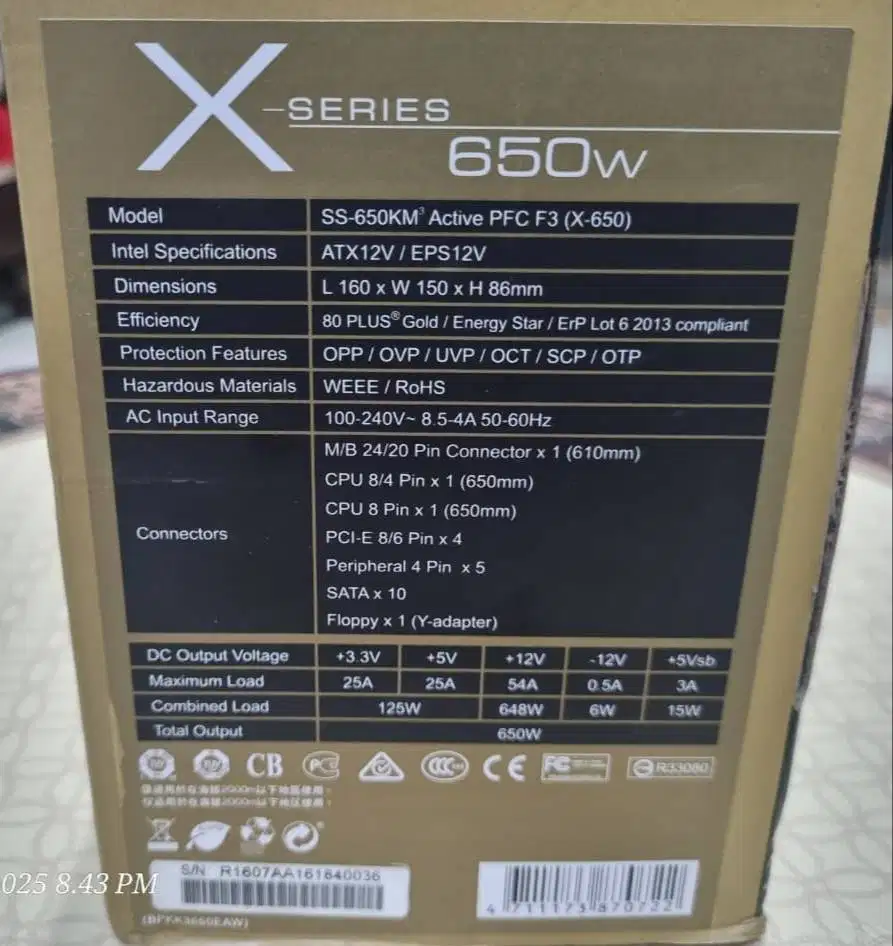 X-SERIES
650W
Model SS-650KM³ Active PFC F3 (X-650)
Intel Specifications ATX12V / EPS12V
Dimensions L 160 x W 150 x H 86mm
Efficiency 80 PLUS® Gold / Energy Star / ErP Lot 6 2013 compliant
Protection Features OPP / OVP / UVP / OCT / SCP / OTP
Hazardous Materials WEEE / RoHS
AC Input Range 100-240V~ 8.5-4A 50-60Hz
Connectors
M/B 24/20 Pin Connector x 1 (610mm)
CPU 8/4 Pin x 1 (650mm)
CPU 8 Pin x 1 (650mm)
PCI-E 8/6 Pin x 4
Peripheral 4 Pin x 5
SATA x 10
Floppy x 1 (Y-adapter)
DC Output Voltage +3.3V +5V +12V -12V +5Vsb
Maximum Load 25A 25A 54A 0.5A 3A
Combined Load 125W 648W 6W 15W
Total Output 650W
CB CE FC R33080
S/N R1607AA161640036
4 711173 870722
025 8.43 PM